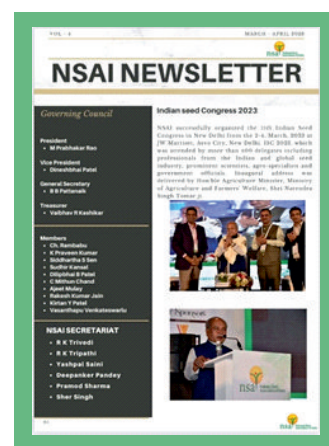 VOL - 4
MARCH - APRIL 2023
nsai
NSAI NEWSLETTER
Governing Council
President
• M Prabhakar Rao
Vice President
• Dineshbhai Patel
General Secretary
• B B Pattanaik
Treasurer
• Vaibhav R Kashikar
Members
• Ch. Rambabu
• K Praveen Kumar
• Siddhartha S Sen
• Sudhir Kansal
• Dilipbhai B Patel
• C Mithun Chand
• Ajeet Mulay
• Rakesh Kumar Jain
• Kirtan Y Patel
• Vasanthapu Venkateswarlu
NSAI SECRETARIAT
• R K Trivedi
• R K Tripathi
• Yashpal Saini
• Deepanker Pandey
• Pramod Sharma
• Sher Singh
Indian seed Congress 2023
NSAI successfully organized the 11th Indian Seed
Congress in New Delhi from the 2-4, March, 2023 at
JW Marriott, Aero City, New Delhi. ISC 2023, which
was attended by more than 600 delegates including
professionals from the Indian and global seed
industry, prominent scientists, agro-specialists and
government officials. Inaugural address was
delivered by Hon'ble Agriculture Minister, Ministry
of Agriculture and Farmers' Welfare, Shri Narendra
Singh Tomar ji.
nsai
nsai